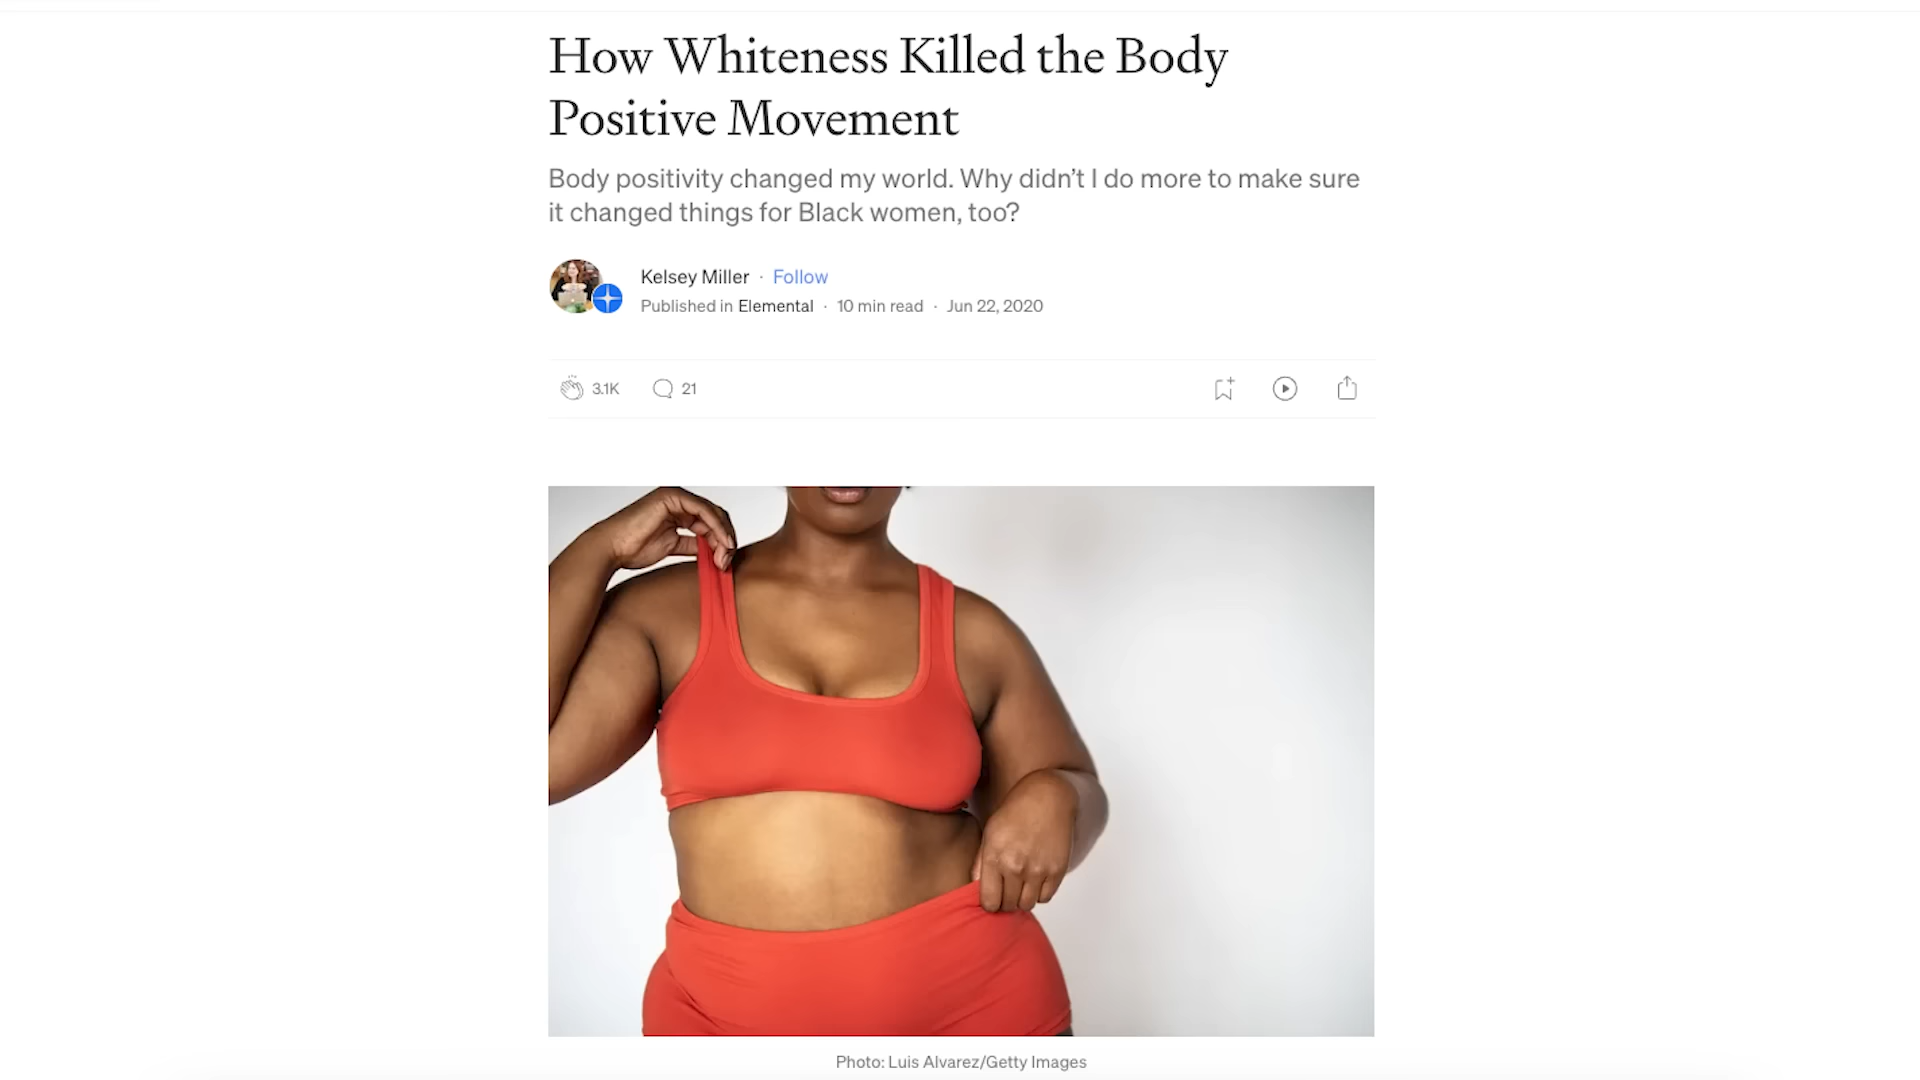 How Whiteness Killed the Body
Positive Movement
Body positivity changed my world. Why didn’t I do more to make sure
it changed things for Black women, too?
Kelsey Miller · Follow
Published in Elemental · 10 min read · Jun 22, 2020
3.1K 21
Photo: Luis Alvarez/Getty Images